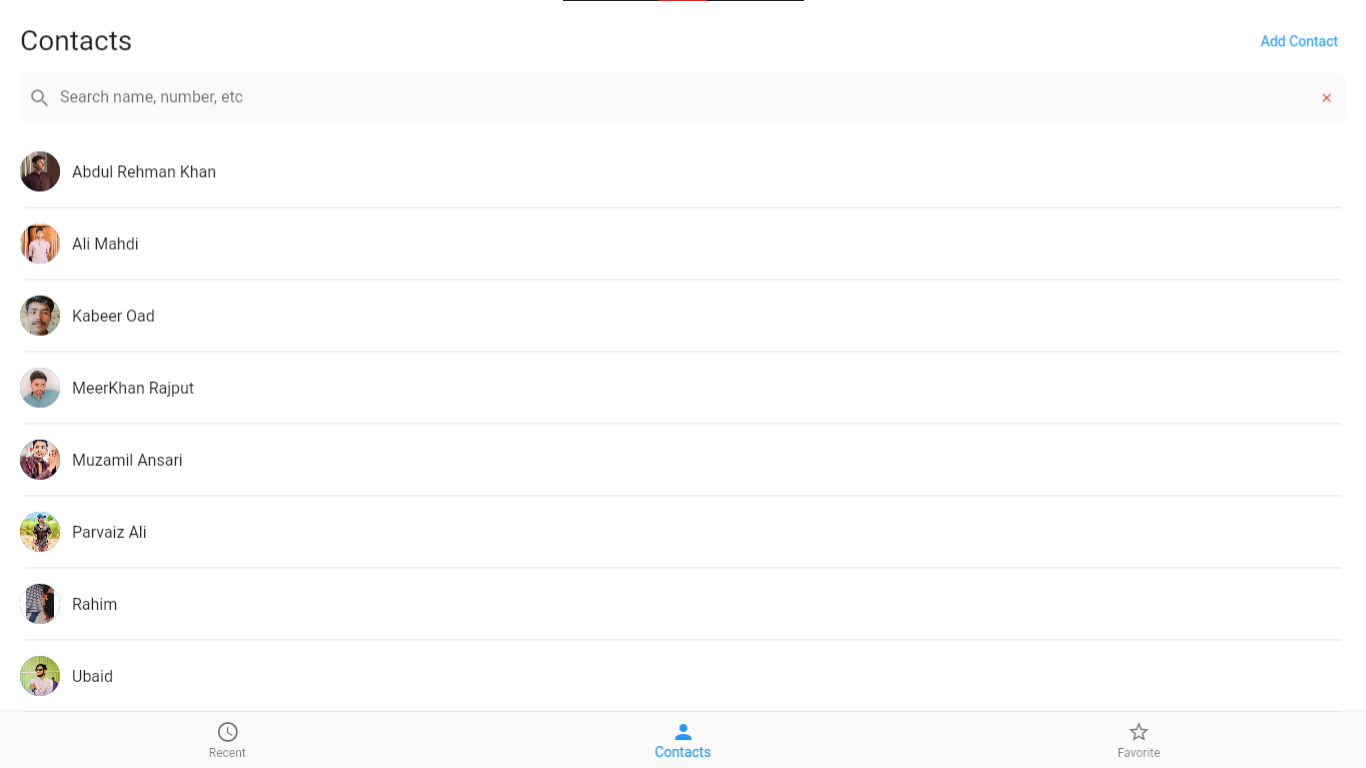 Contacts
Add Contact
Search name, number, etc
Abdul Rehman Khan
Ali Mahdi
Kabeer Oad
MeerKhan Rajput
Muzamil Ansari
Parvaiz Ali
Rahim
Ubaid
Recent
Contacts
Favorite